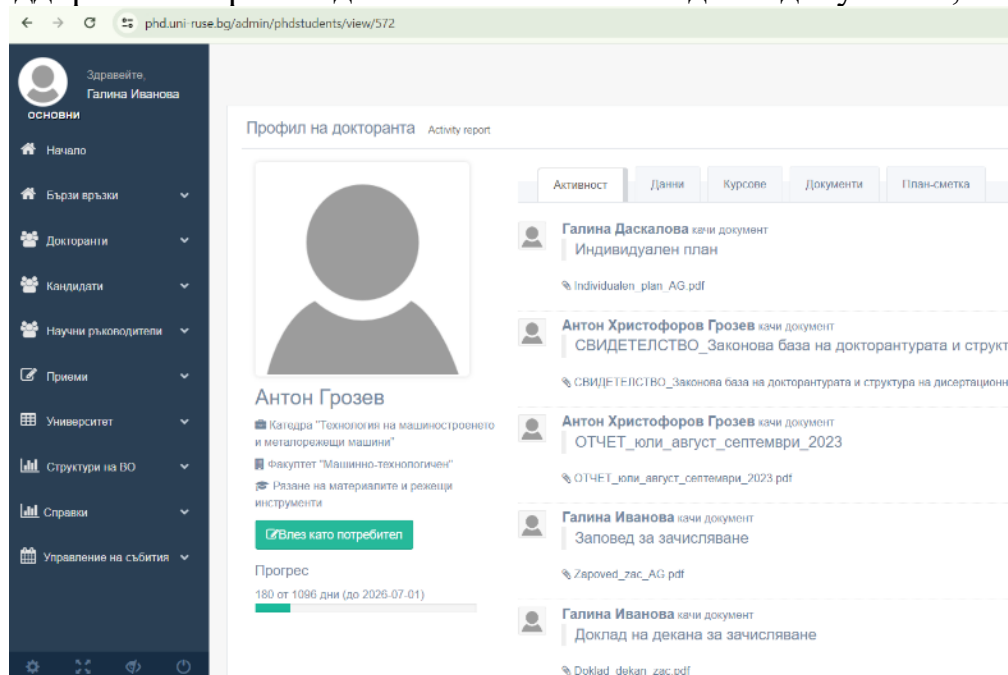 phd.uni-ruse.bg/admin/phdstudents/view/572
Здравейте,
Галина Иванова
ОСНОВНИ
Начало
Бързи връзки
Докторанти
Кандидати
Научни ръководители
Приеми
Университет
Структури на ВО
Справки
Управление на събития
Профил на докторанта Activity report
Антон Грозев
Катедра "Технология на машиностроенето
и металорежещи машини"
Факултет "Машинно-технологичен"
Рязане на материалите и режещи
инструменти
Влез като потребител
Прогрес
180 от 1096 дни (до 2026-07-01)
Активност Данни Курсове Документи План-сметка
Галина Даскалова качи документ
Индивидуален план
Individualen_plan_AG.pdf
Антон Христофоров Грозев качи документ
СВИДЕТЕЛСТВО_Законова база на докторантурата и структ
СВИДЕТЕЛСТВО_Законова база на докторантурата и структура на дисертационн
Антон Христофоров Грозев качи документ
ОТЧЕТ_юли_август_септември_2023
ОТЧЕТ_юли_август_септември_2023.pdf
Галина Иванова качи документ
Заповед за зачисляване
Zapoved_zac_AG.pdf
Галина Иванова качи документ
Доклад на декана за зачисляване
Doklad_dekan_zac.pdf